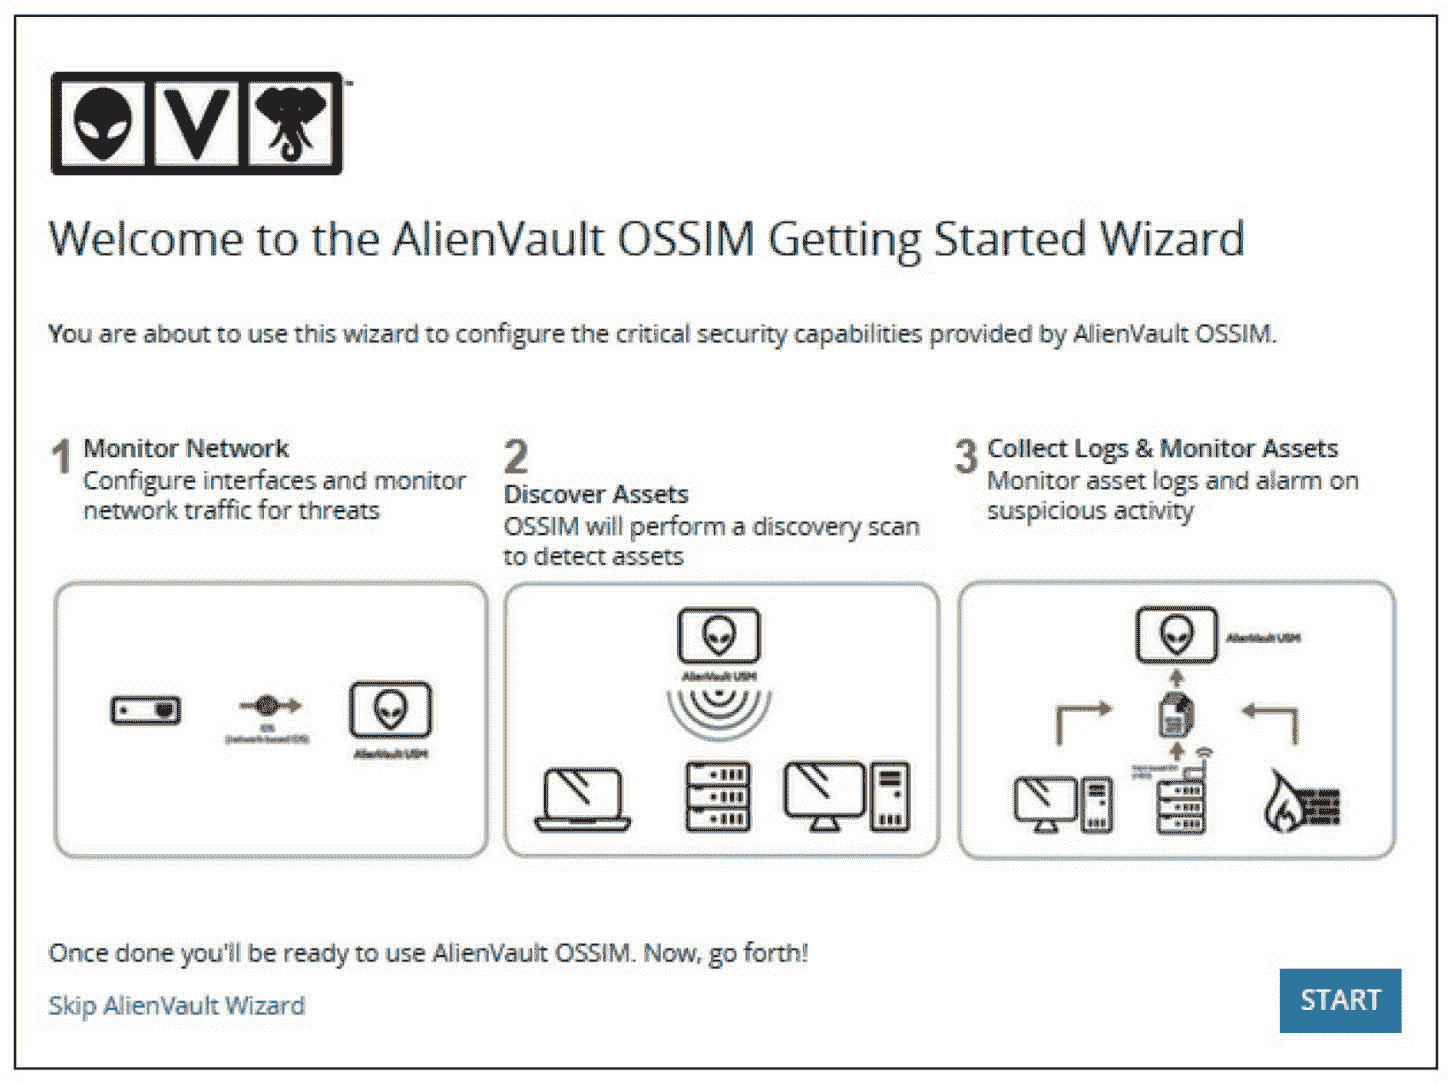 V
Welcome to the AlienVault OSSIM Getting Started Wizard
You are about to use this wizard to configure the critical security capabilities provided by AlienVault OSSIM.
1 Monitor Network
Configure interfaces and monitor
network traffic for threats
2
Discover Assets
OSSIM will perform a discovery scan
to detect assets
3 Collect Logs & Monitor Assets
Monitor asset logs and alarm on
suspicious activity
IDS
(network based IDS)
AlienVault USM
AlienVault USM
AlienVault USM
Once done you'll be ready to use AlienVault OSSIM. Now, go forth!
Skip AlienVault Wizard
START